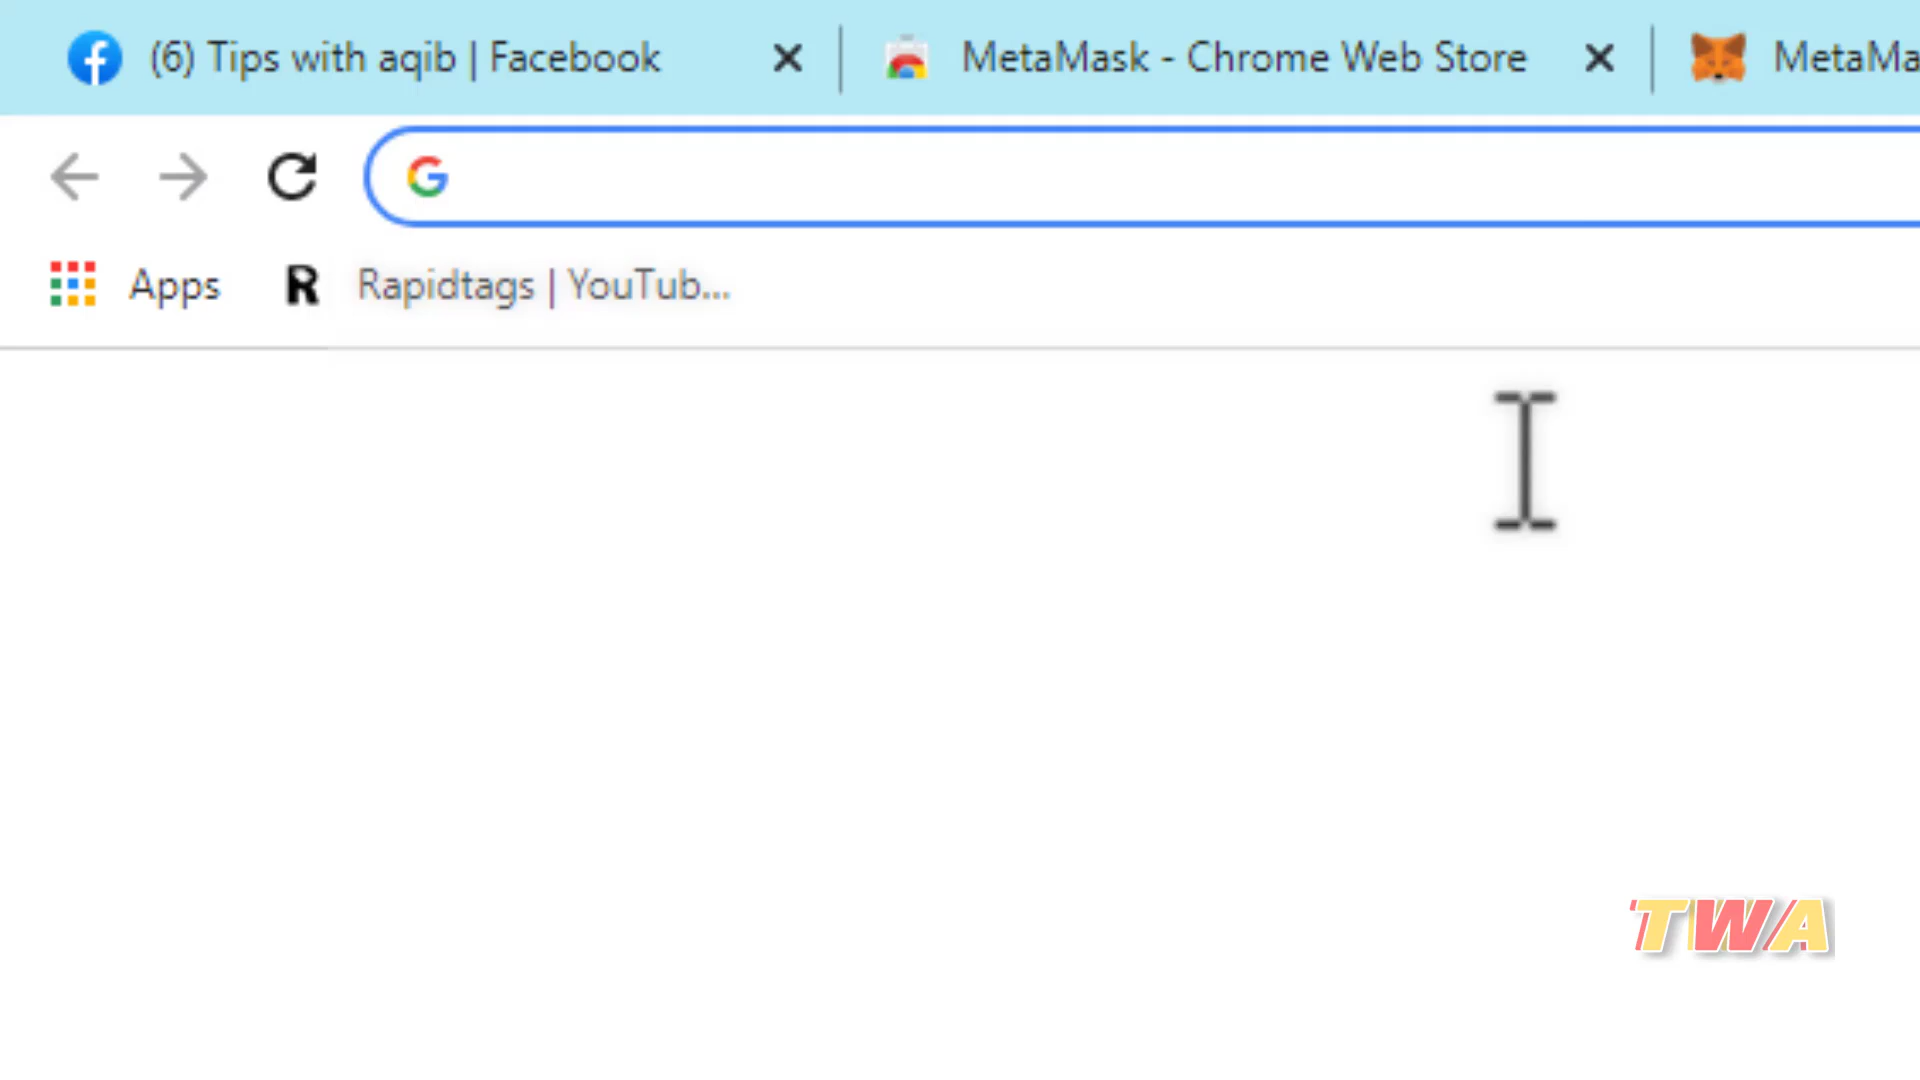 (6) Tips with aqib | Facebook
MetaMask - Chrome Web Store
MetaMa
Apps
Rapidtags | YouTub...
TWA